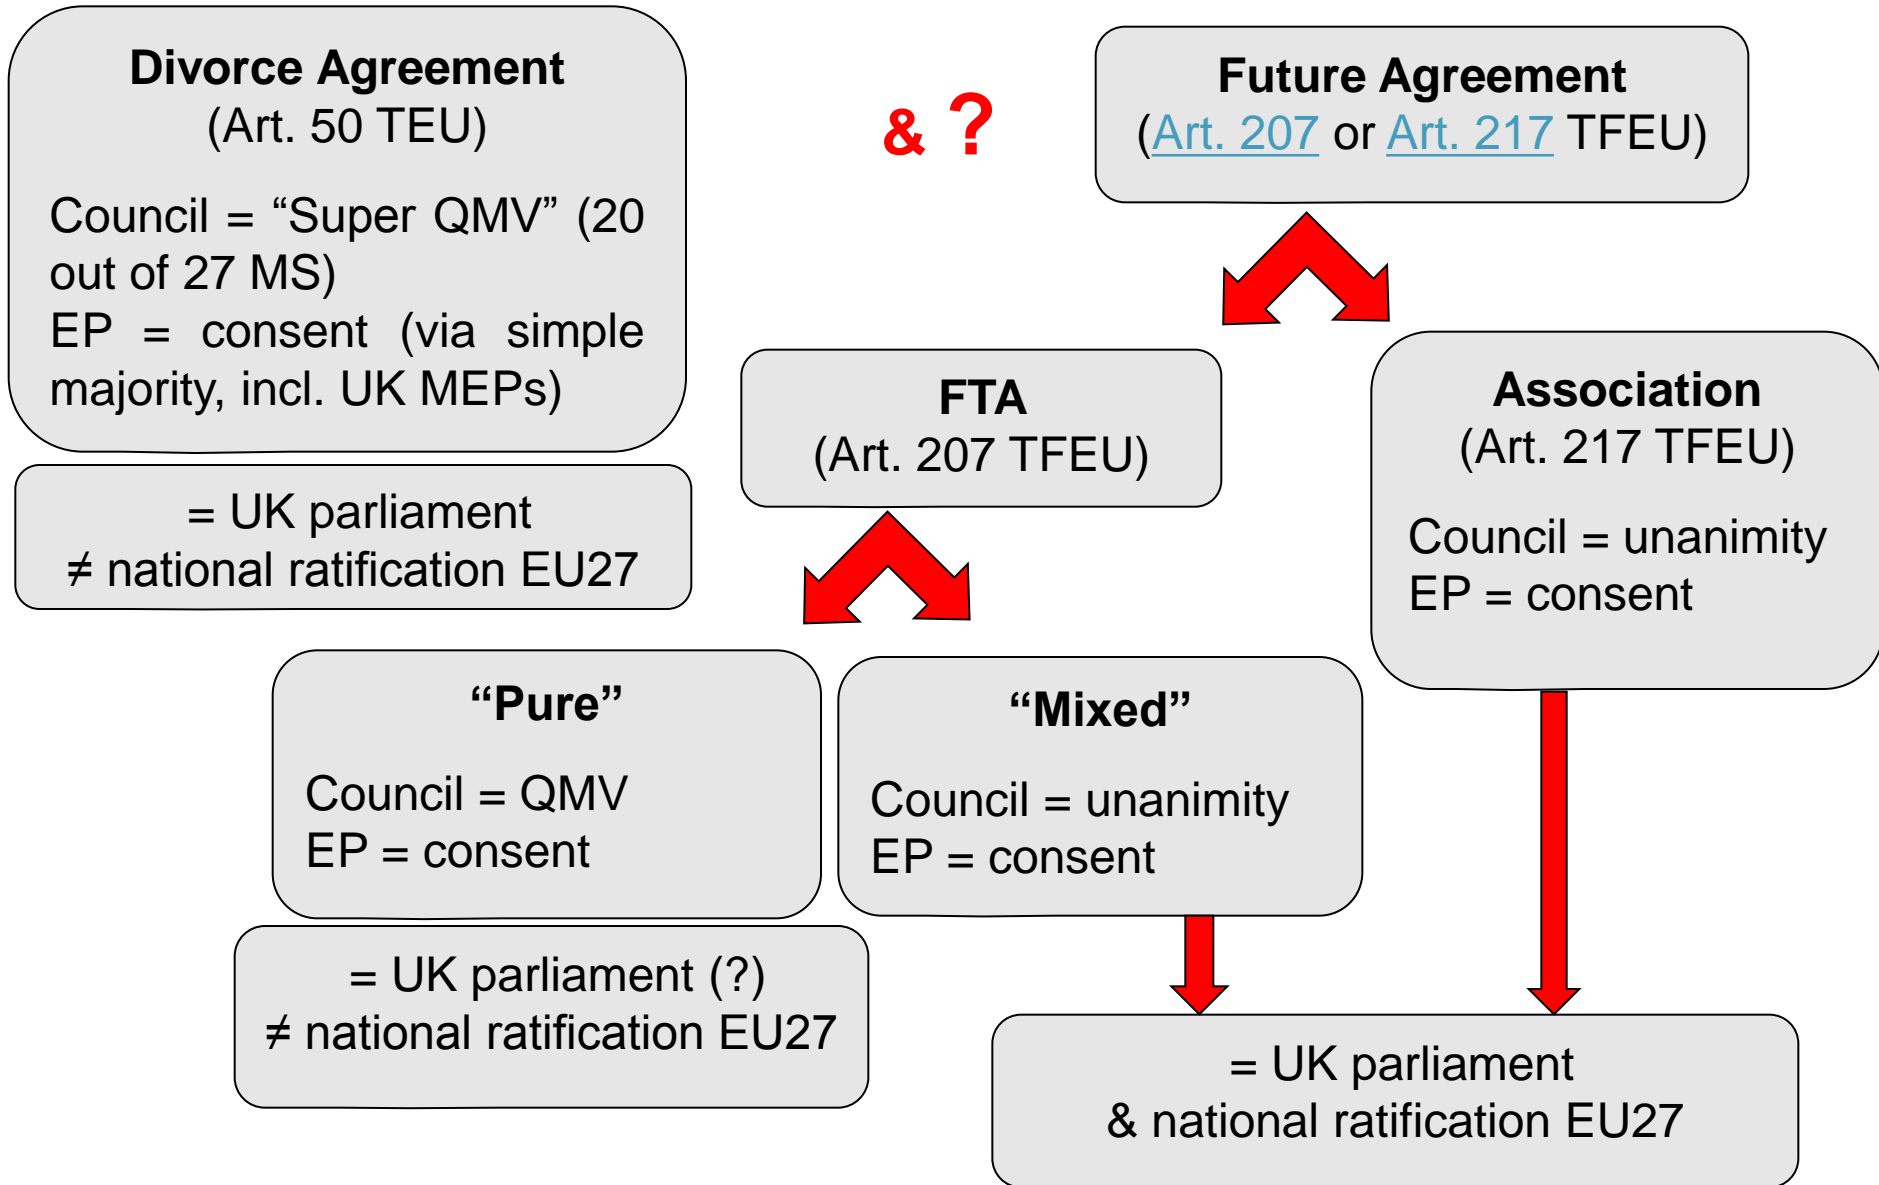 Divorce Agreement
(Art. 50 TEU)
Council = “Super QMV” (20
out of 27 MS)
EP = consent (via simple
majority, incl. UK MEPs)
= UK parliament
≠ national ratification EU27
& ?
Future Agreement
(Art. 207 or Art. 217 TFEU)
FTA
(Art. 207 TFEU)
Association
(Art. 217 TFEU)
Council = unanimity
EP = consent
“Pure”
Council = QMV
EP = consent
= UK parliament (?)
≠ national ratification EU27
“Mixed”
Council = unanimity
EP = consent
= UK parliament
& national ratification EU27